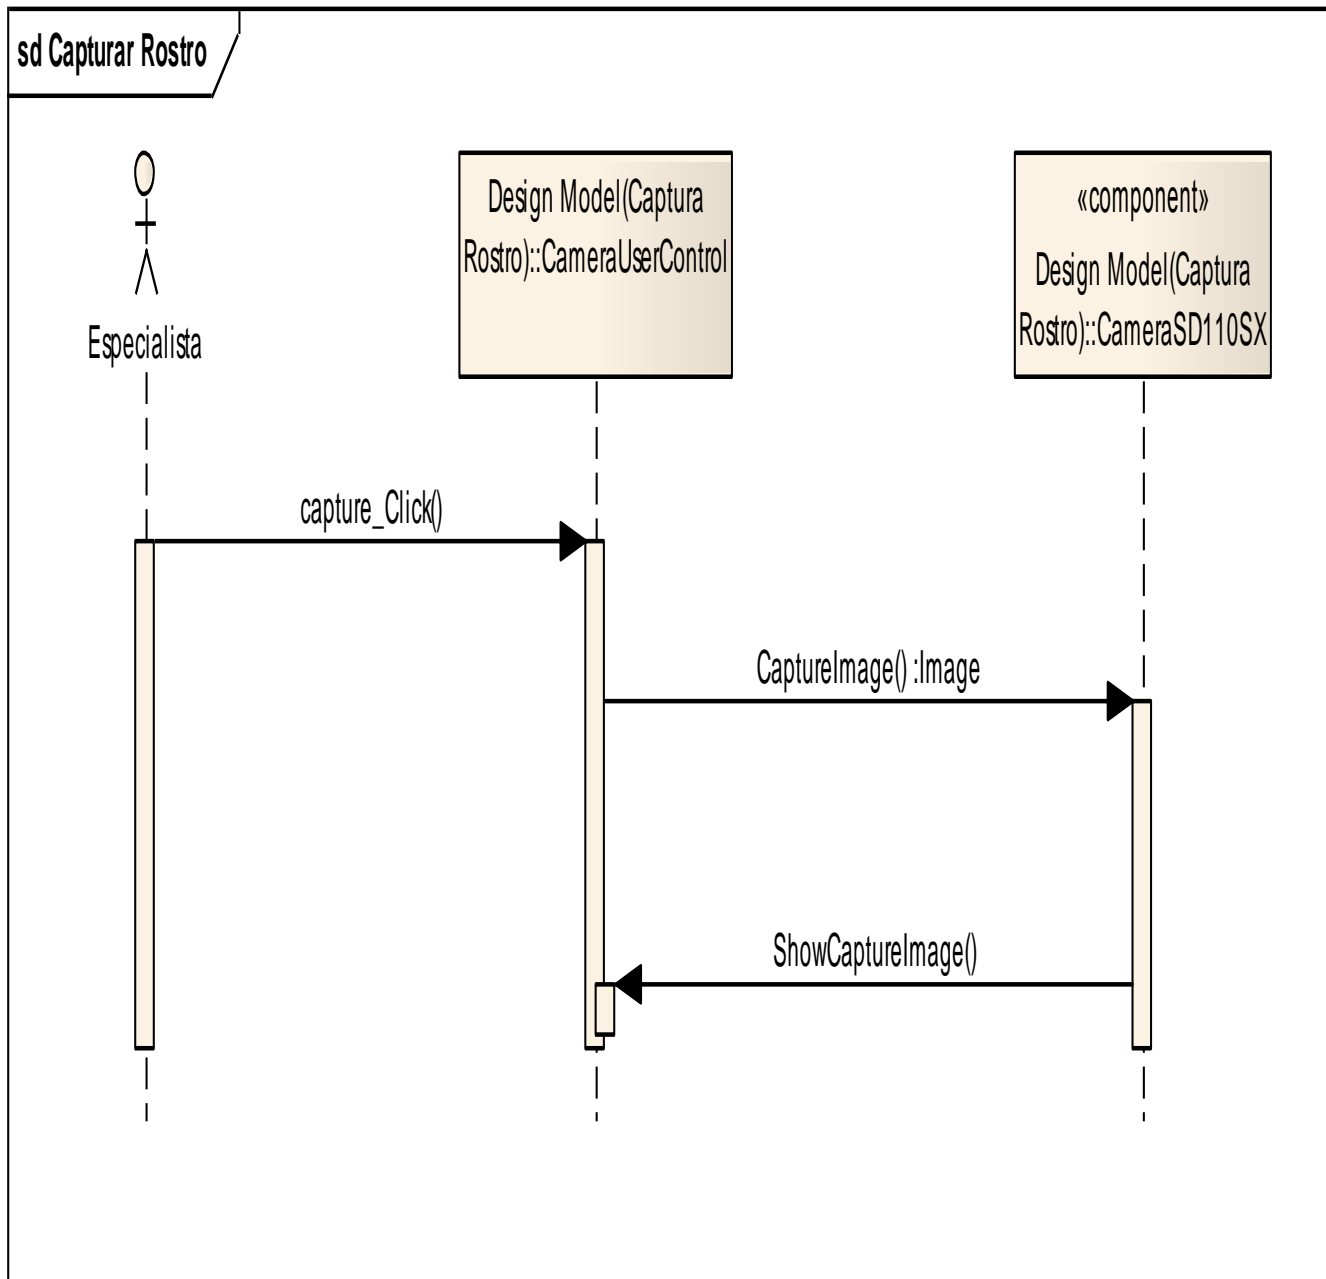 sd Capturar Rostro
Especialista
Design Model(Captura
Rostro)::CameraUserControl
«component»
Design Model(Captura
Rostro)::CameraSD110SX
capture_Click()
CaptureImage() :Image
ShowCaptureImage()